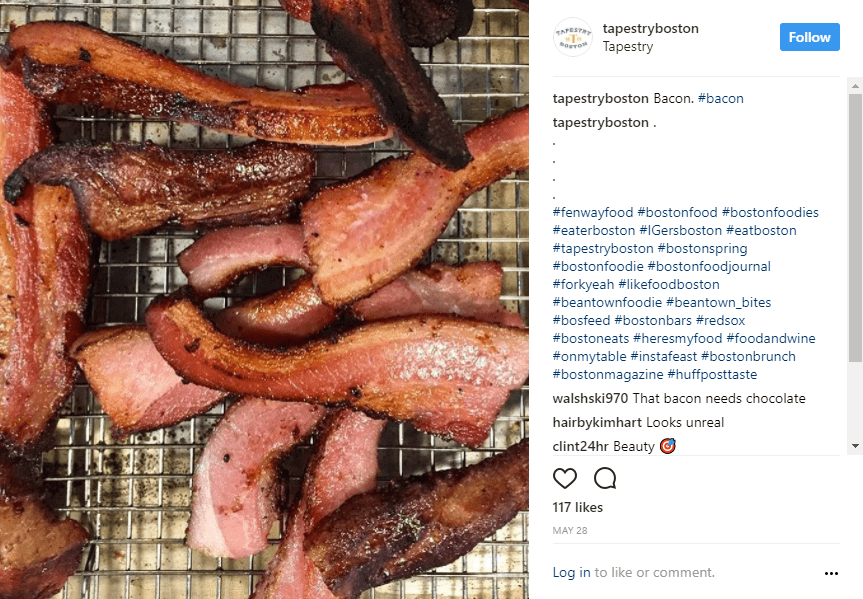 TAPESTRY
T
BOSTON
tapestryboston
Tapestry
Follow
tapestryboston Bacon. #bacon
tapestryboston .
.
.
.
.
#fenwayfood #bostonfood #bostonfoodies
#eaterboston #IGersboston #eatboston
#tapestryboston #bostonspring
#bostonfoodie #bostonfoodjournal
#forkyeah #likefoodboston
#beantownfoodie #beantown_bites
#bosfeed #bostonbars #redsox
#bostoneats #heresmyfood #foodandwine
#onmytable #instafeast #bostonbrunch
#bostonmagazine #huffposttaste
walshski970 That bacon needs chocolate
hairbykimhart Looks unreal
clint24hr Beauty 🎯
117 likes
MAY 28
Log in to like or comment.